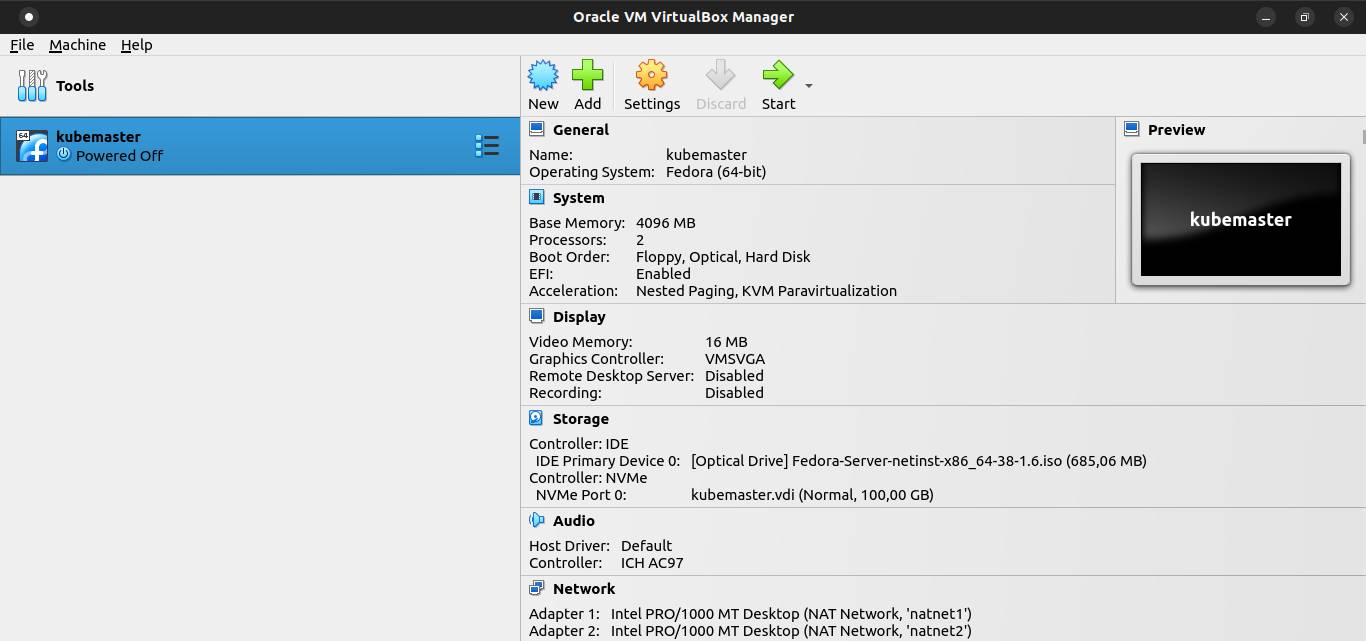 Oracle VM VirtualBox Manager
File Machine Help
Tools
New Add Settings Discard Start
64
kubemaster
Powered Off
General
Name: kubemaster
Operating System: Fedora (64-bit)
Preview
kubemaster
System
Base Memory: 4096 MB
Processors: 2
Boot Order: Floppy, Optical, Hard Disk
EFI: Enabled
Acceleration: Nested Paging, KVM Paravirtualization
Display
Video Memory: 16 MB
Graphics Controller: VMSVGA
Remote Desktop Server: Disabled
Recording: Disabled
Storage
Controller: IDE
IDE Primary Device 0: [Optical Drive] Fedora-Server-netinst-x86_64-38-1.6.iso (685,06 MB)
Controller: NVMe
NVMe Port 0: kubemaster.vdi (Normal, 100,00 GB)
Audio
Host Driver: Default
Controller: ICH AC97
Network
Adapter 1: Intel PRO/1000 MT Desktop (NAT Network, 'natnet1')
Adapter 2: Intel PRO/1000 MT Desktop (NAT Network, 'natnet2')